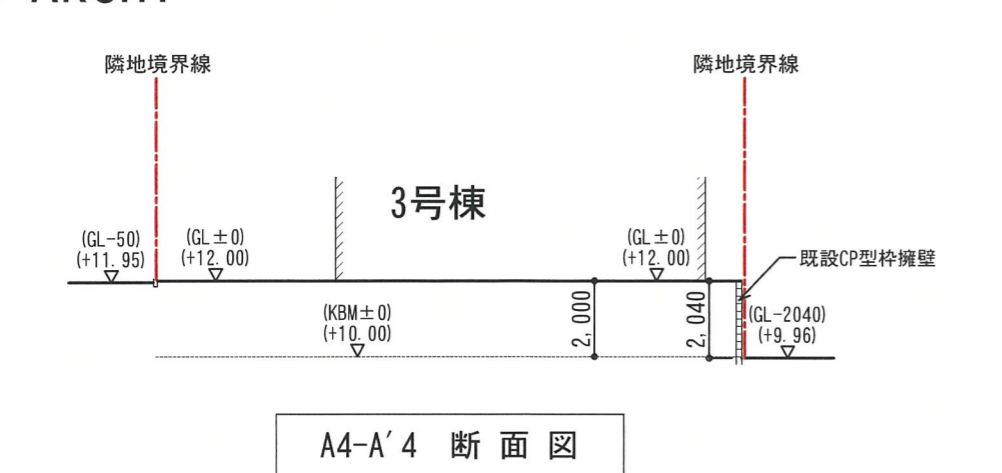 隣地境界線
隣地境界線
3号棟
(GL-50)
(+11.95)
(GL±0)
(+12.00)
(GL±0)
(+12.00)
既設CP型枠擁壁
(KBM±0)
(+10.00)
2,000
2,040
(GL-2040)
(+9.96)
A4-A'4 断面図